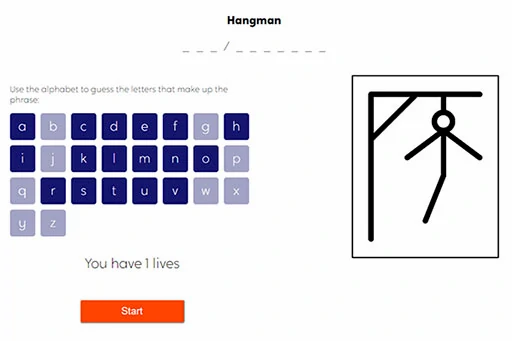 Hangman
_ _ _ / _ _ _ _ _ _ _
Use the alphabet to guess the letters that make up the
phrase:
a b c d e f g h
i j k l m n o p
q r s t u v w x
y z
You have 1 lives
Start